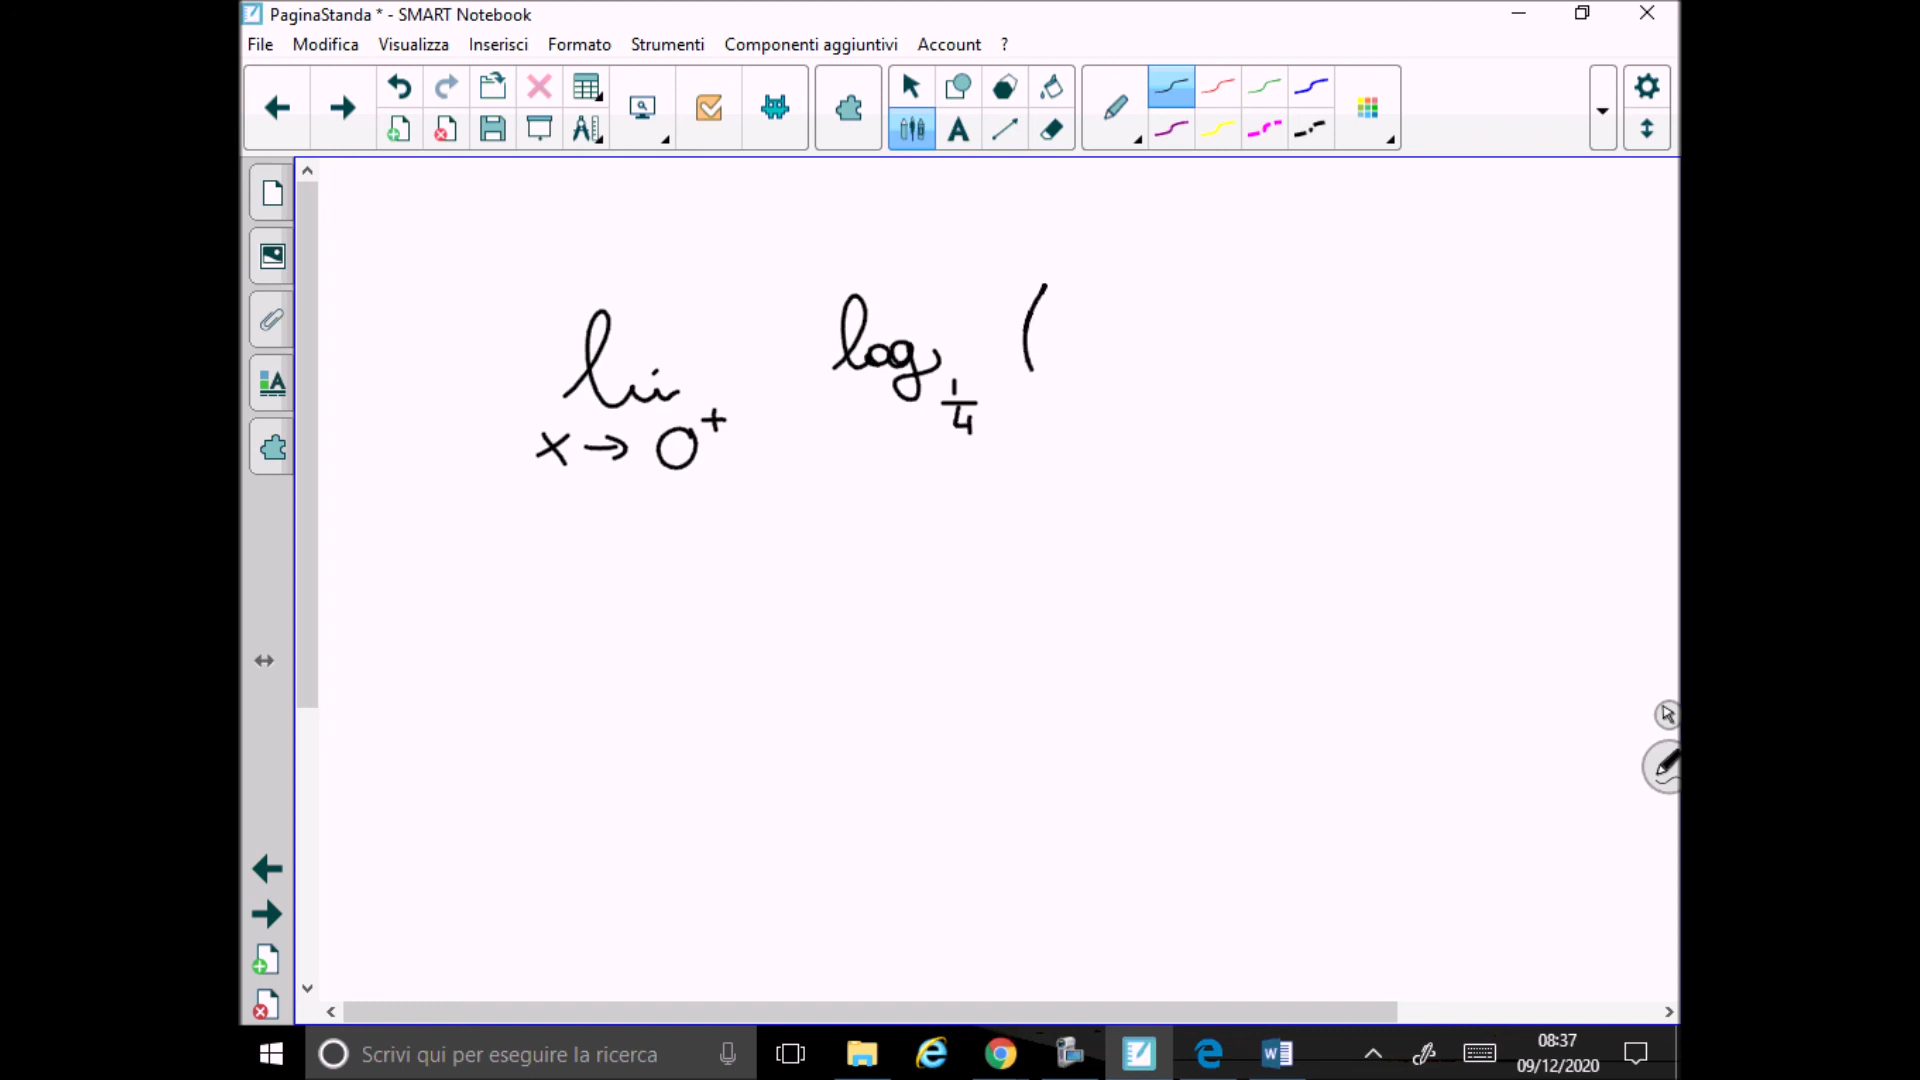 PaginaStanda * - SMART Notebook
File Modifica Visualizza Inserisci Formato Strumenti Componenti aggiuntivi Account ?
lim log 1/4 (
x → 0+
Scrivi qui per eseguire la ricerca
08:37
09/12/2020